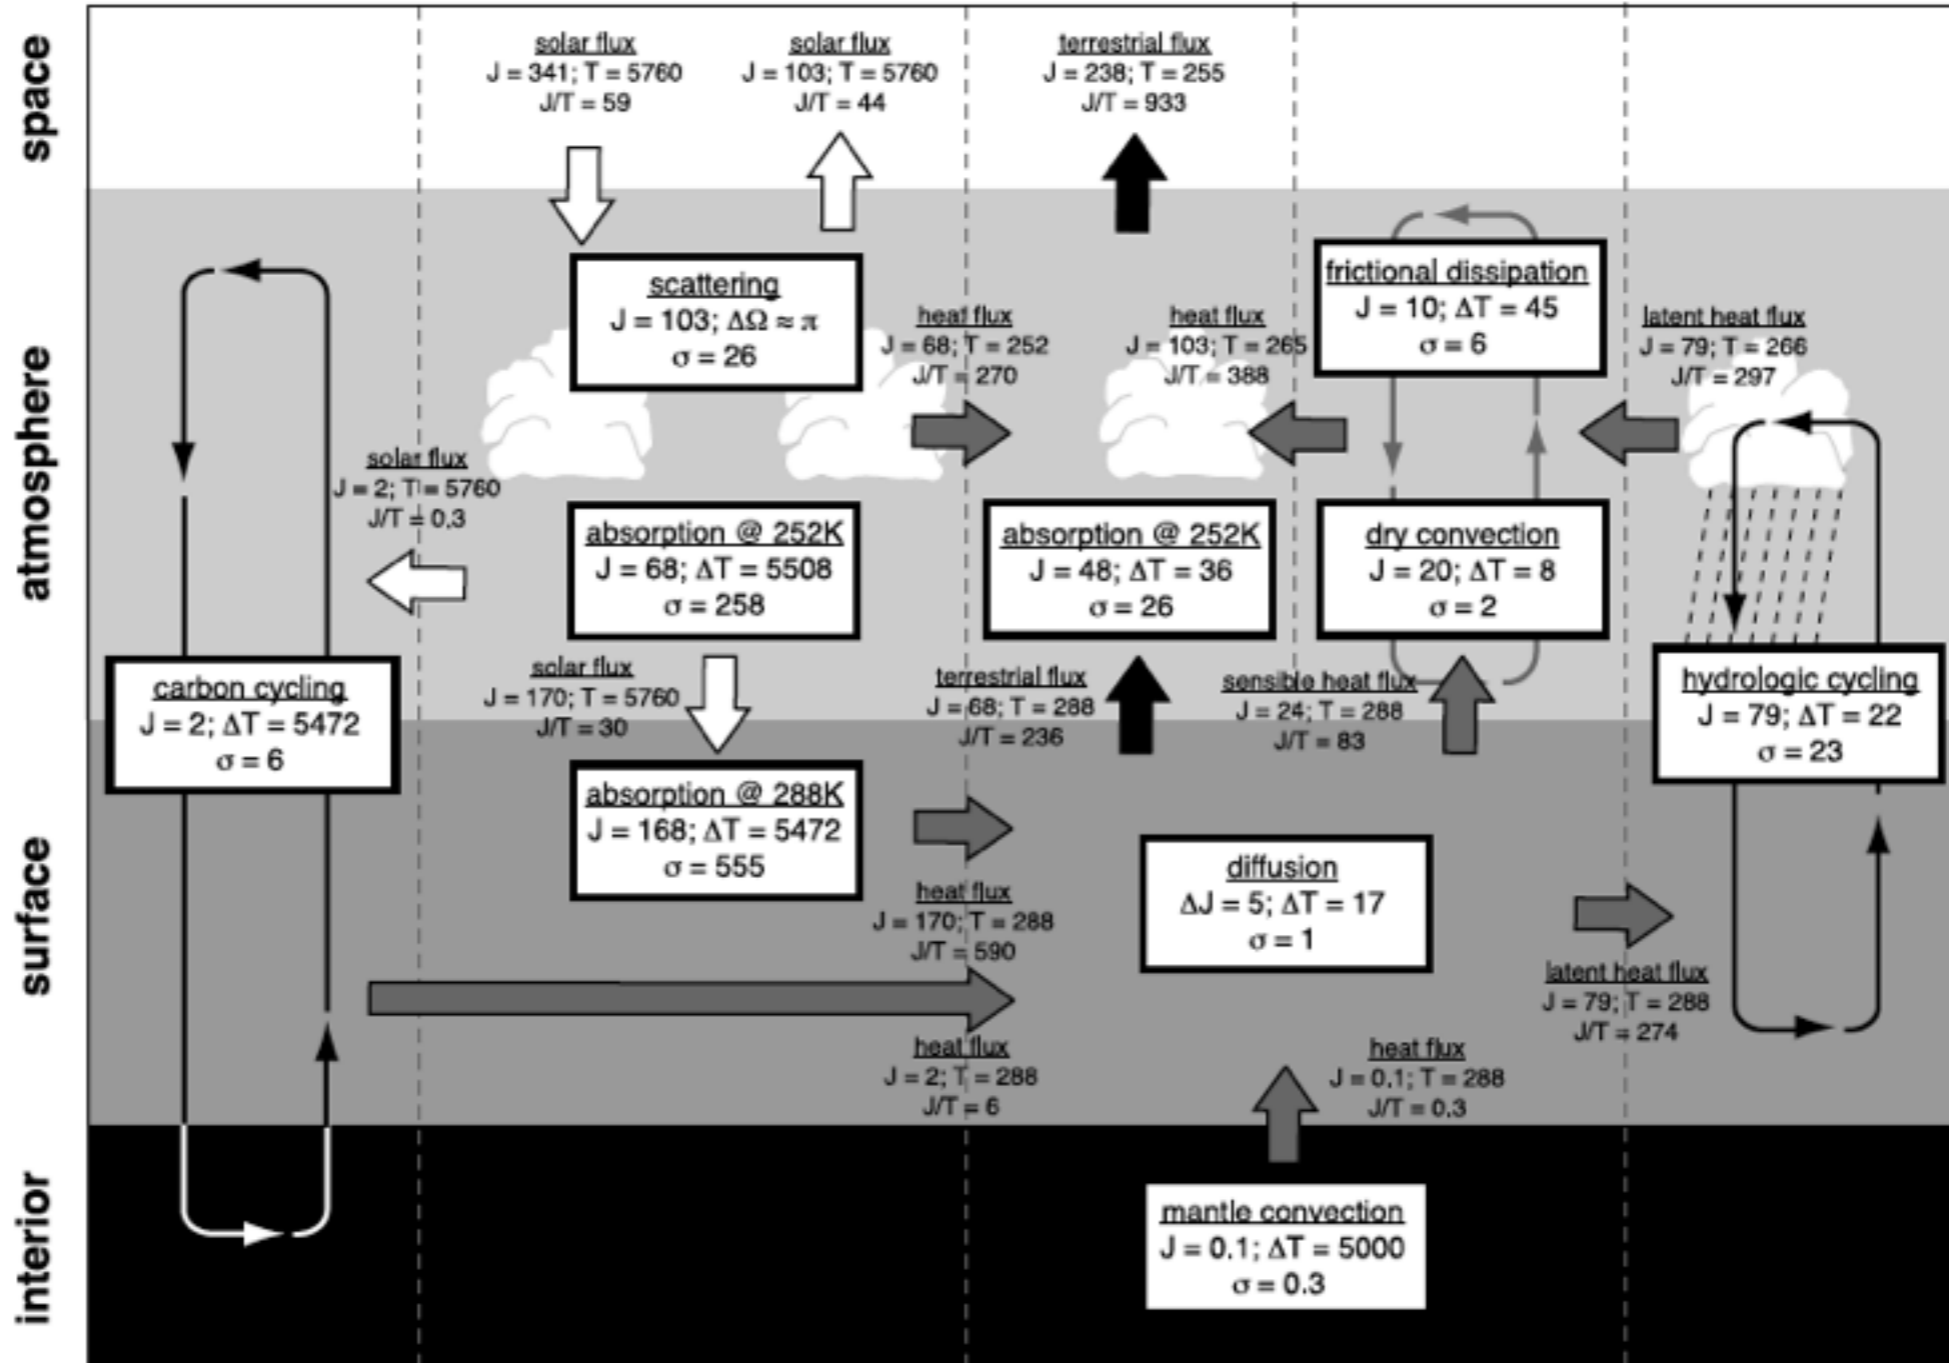 space
solar flux
J = 341; T = 5760
J/T = 59
solar flux
J = 103; T = 5760
J/T = 44
terrestrial flux
J = 238; T = 255
J/T = 933
atmosphere
scattering
J = 103; ΔΩ ≈ π
σ = 26
heat flux
J = 68; T = 252
J/T = 270
heat flux
J = 103; T = 265
J/T = 388
frictional dissipation
J = 10; ΔT = 45
σ = 6
latent heat flux
J = 79; T = 266
J/T = 297
solar flux
J = 2; T = 5760
J/T = 0.3
absorption @ 252K
J = 68; ΔT = 5508
σ = 258
absorption @ 252K
J = 48; ΔT = 36
σ = 26
dry convection
J = 20; ΔT = 8
σ = 2
carbon cycling
J = 2; ΔT = 5472
σ = 6
solar flux
J = 170; T = 5760
J/T = 30
terrestrial flux
J = 68; T = 288
J/T = 236
sensible heat flux
J = 24; T = 288
J/T = 83
hydrologic cycling
J = 79; ΔT = 22
σ = 23
surface
absorption @ 288K
J = 168; ΔT = 5472
σ = 555
heat flux
J = 170; T = 288
J/T = 590
diffusion
ΔJ = 5; ΔT = 17
σ = 1
latent heat flux
J = 79; T = 288
J/T = 274
heat flux
J = 2; T = 288
J/T = 6
heat flux
J = 0.1; T = 288
J/T = 0.3
interior
mantle convection
J = 0.1; ΔT = 5000
σ = 0.3